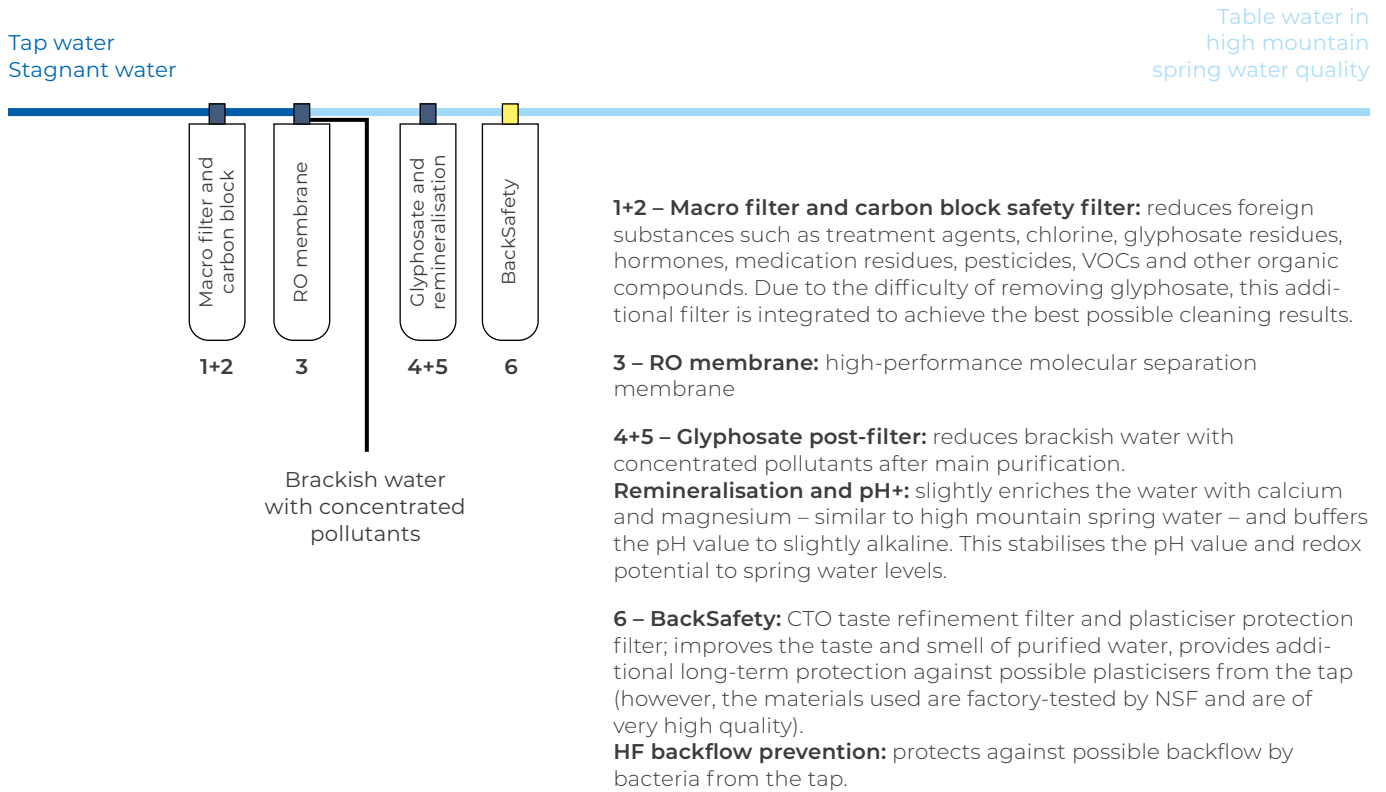 Tap water
Stagnant water
Table water in
high mountain
spring water quality
Macro filter and
carbon block
RO membrane
Glyphosate and
remineralisation
BackSafety
1+2
3
4+5
6
Brackish water
with concentrated
pollutants
1+2 – Macro filter and carbon block safety filter: reduces foreign
substances such as treatment agents, chlorine, glyphosate residues,
hormones, medication residues, pesticides, VOCs and other organic
compounds. Due to the difficulty of removing glyphosate, this addi-
tional filter is integrated to achieve the best possible cleaning results.
3 – RO membrane: high-performance molecular separation
membrane
4+5 – Glyphosate post-filter: reduces brackish water with
concentrated pollutants after main purification.
Remineralisation and pH+: slightly enriches the water with calcium
and magnesium – similar to high mountain spring water – and buffers
the pH value to slightly alkaline. This stabilises the pH value and redox
potential to spring water levels.
6 – BackSafety: CTO taste refinement filter and plasticiser protection
filter; improves the taste and smell of purified water, provides addi-
tional long-term protection against possible plasticisers from the tap
(however, the materials used are factory-tested by NSF and are of
very high quality).
HF backflow prevention: protects against possible backflow by
bacteria from the tap.